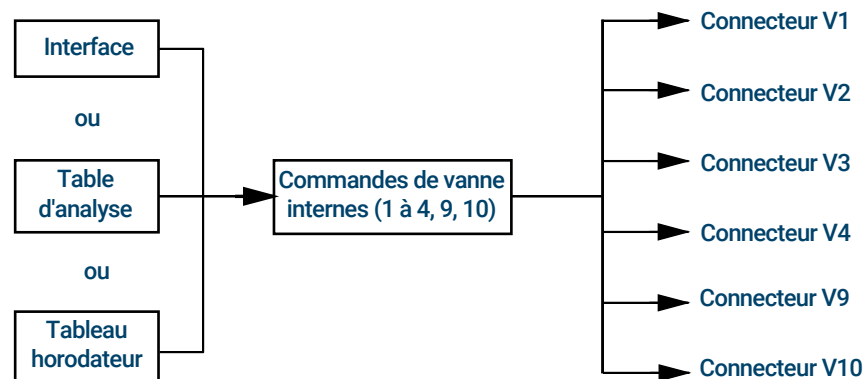 Interface
ou
Table
d'analyse
ou
Tableau
horodateur
Commandes de vanne
internes (1 à 4, 9, 10)
Connecteur V1
Connecteur V2
Connecteur V3
Connecteur V4
Connecteur V9
Connecteur V10